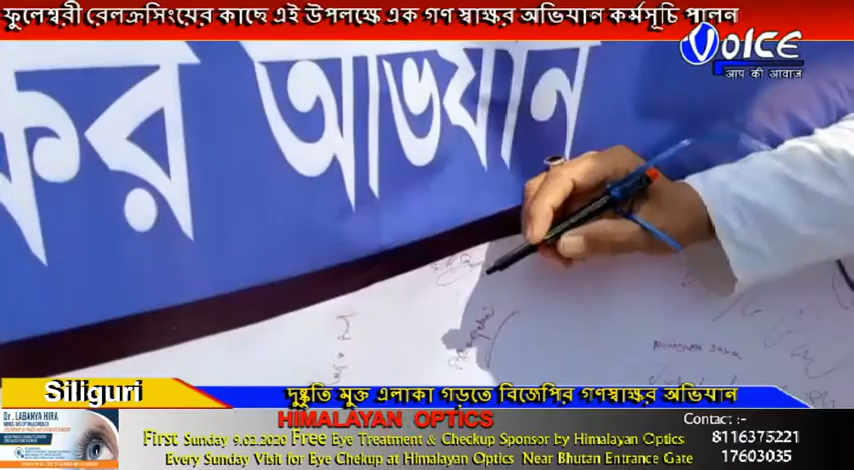 ফুলেশ্বরী রেলক্রসিংয়ের কাছে এই উপলক্ষে এক গণ স্বাক্ষর অভিযান কর্মসূচি পালন
VOICE
आप की आवाज
ক্ষর অভিযান
Siliguri
দুষ্কৃতি মুক্ত এলাকা গড়তে বিজেপির গণস্বাক্ষর অভিযান
Dr. LABANYA HIRA
HIMALAYAN OPTICS
First Sunday 9.02.2020 Free Eye Treatment & Checkup Sponsor by Himalayan Optics
Every Sunday Visit for Eye Chekup at Himalayan Optics Near Bhutan Entrance Gate
Contact :-
8116375221
17603035